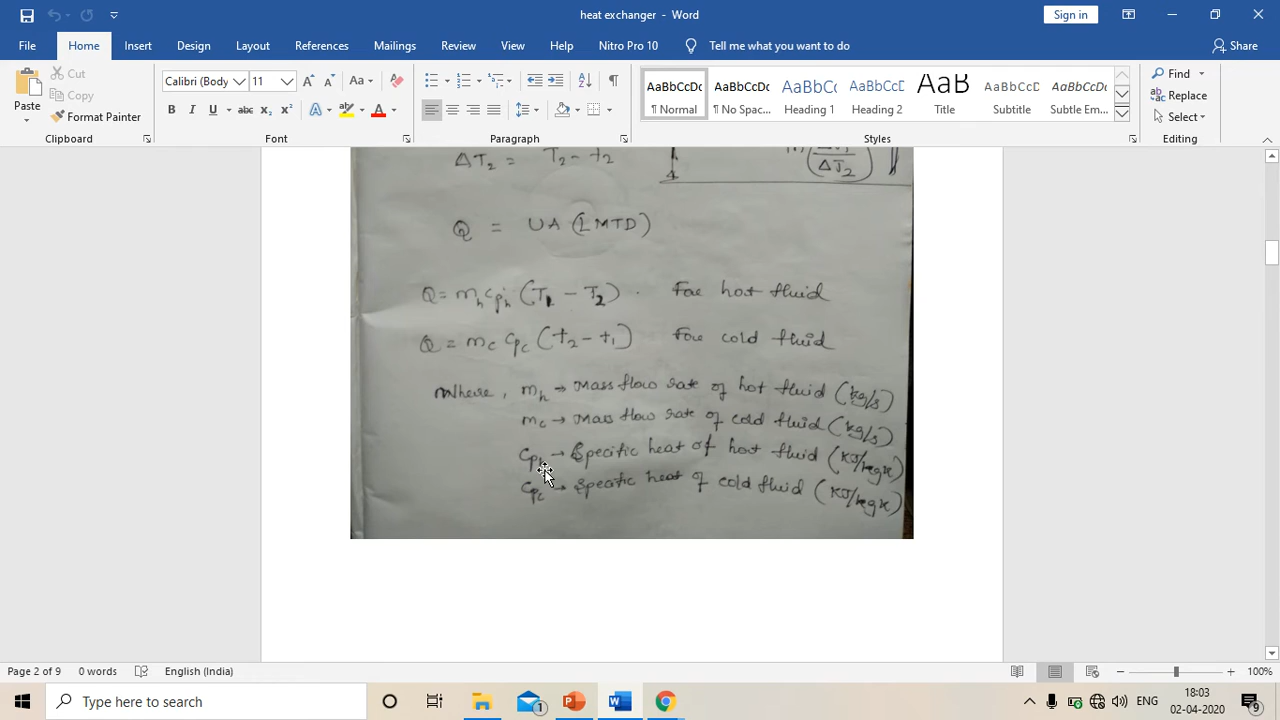 heat exchanger - Word
Sign in
File Home Insert Design Layout References Mailings Review View Help Nitro Pro 10 Tell me what you want to do Share
Paste Cut Copy Format Painter
Calibri (Body 11
AaBbCcDc AaBbCcDc AaBbCc AaBbCcD AaB AaBbCcD AaBbCcDc
¶ Normal ¶ No Spac... Heading 1 Heading 2 Title Subtitle Subtle Em...
Find Replace Select
Clipboard Font Paragraph Styles Editing
ΔT2 = T2 - t2
ΔT2
Q = UA (LMTD)
Q = mh cph (T1 - T2) . For hot fluid
Q = mc cpc (t2 - t1) For cold fluid
Where, mh → Mass flow rate of hot fluid (kg/s)
mc → Mass flow rate of cold fluid (kg/s)
cph → Specific heat of hot fluid (KJ/kgK)
cpc → Specific heat of cold fluid (KJ/kgK)
Page 2 of 9 0 words English (India) 100%
Type here to search
1
ENG
18:03
02-04-2020
9